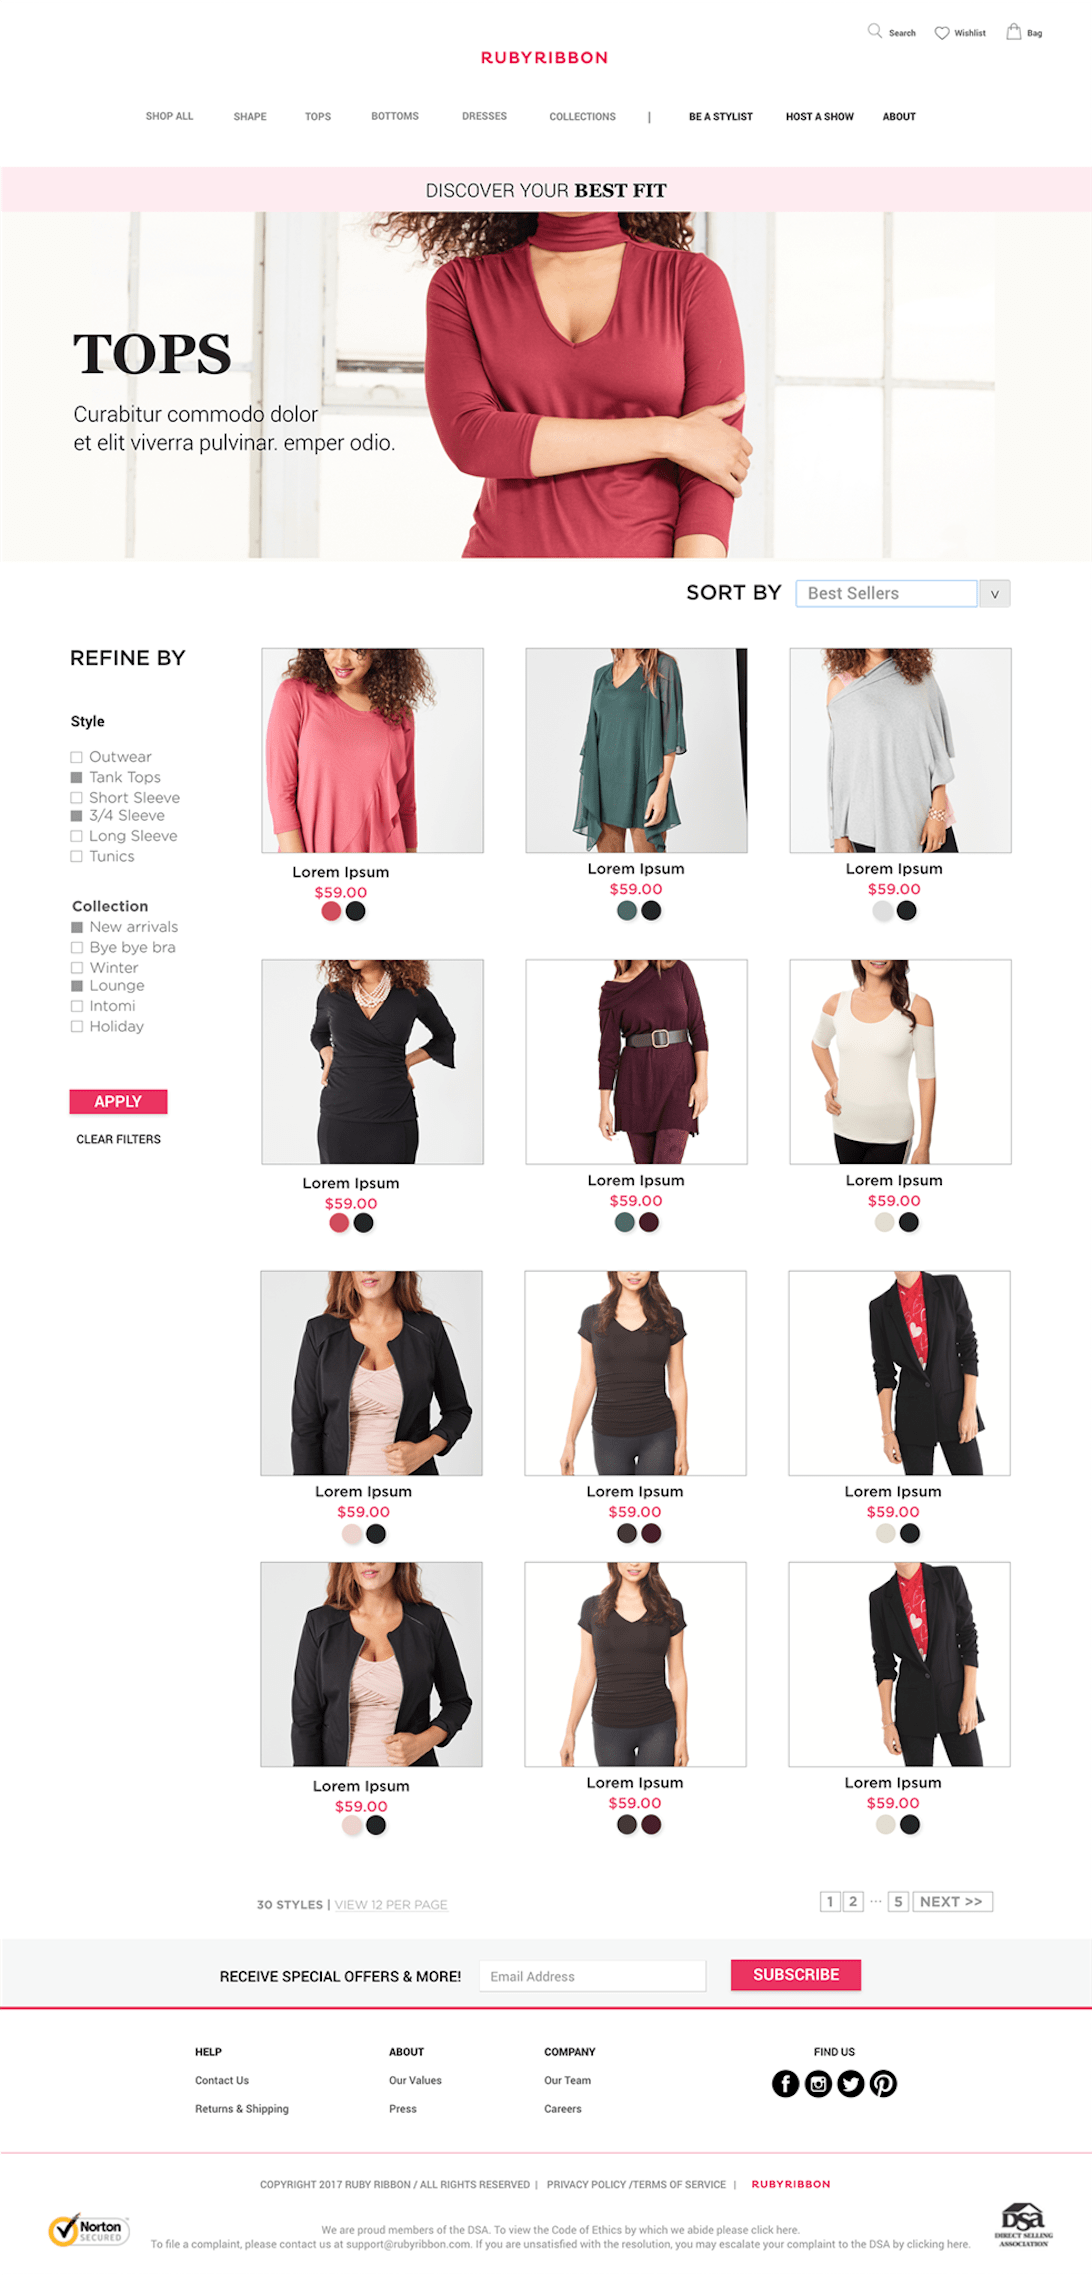 Search Wishlist Bag
RUBYRIBBON
SHOP ALL SHAPE TOPS BOTTOMS DRESSES COLLECTIONS | BE A STYLIST HOST A SHOW ABOUT
DISCOVER YOUR BEST FIT
TOPS
Curabitur commodo dolor
et elit viverra pulvinar. emper odio.
SORT BY Best Sellers v
REFINE BY
Style
Outwear
Tank Tops
Short Sleeve
3/4 Sleeve
Long Sleeve
Tunics
Collection
New arrivals
Bye bye bra
Winter
Lounge
Intomi
Holiday
APPLY
CLEAR FILTERS
Lorem Ipsum Lorem Ipsum Lorem Ipsum
$59.00 $59.00 $59.00
Lorem Ipsum Lorem Ipsum Lorem Ipsum
$59.00 $59.00 $59.00
Lorem Ipsum Lorem Ipsum Lorem Ipsum
$59.00 $59.00 $59.00
Lorem Ipsum Lorem Ipsum Lorem Ipsum
$59.00 $59.00 $59.00
30 STYLES | VIEW 12 PER PAGE 1 2 ... 5 NEXT >>
RECEIVE SPECIAL OFFERS & MORE! Email Address SUBSCRIBE
HELP ABOUT COMPANY FIND US
Contact Us Our Values Our Team
Returns & Shipping Press Careers
COPYRIGHT 2017 RUBY RIBBON / ALL RIGHTS RESERVED | PRIVACY POLICY /TERMS OF SERVICE | RUBYRIBBON
Norton
SECURED
We are proud members of the DSA. To view the Code of Ethics by which we abide please click here.
To file a complaint, please contact us at support@rubyribbon.com. If you are unsatisfied with the resolution, you may escalate your complaint to the DSA by clicking here.
DSA
DIRECT SELLING
ASSOCIATION